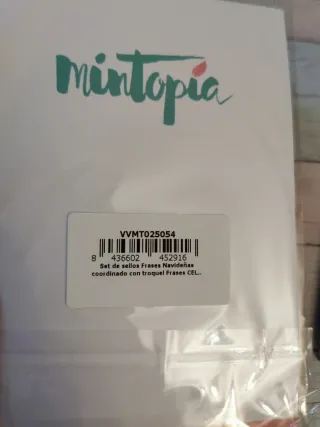 mintopia
VVMT025054
8 436602 452916
Set de sellos Frases Navideñas
coordinado con troquel Frases CEL..